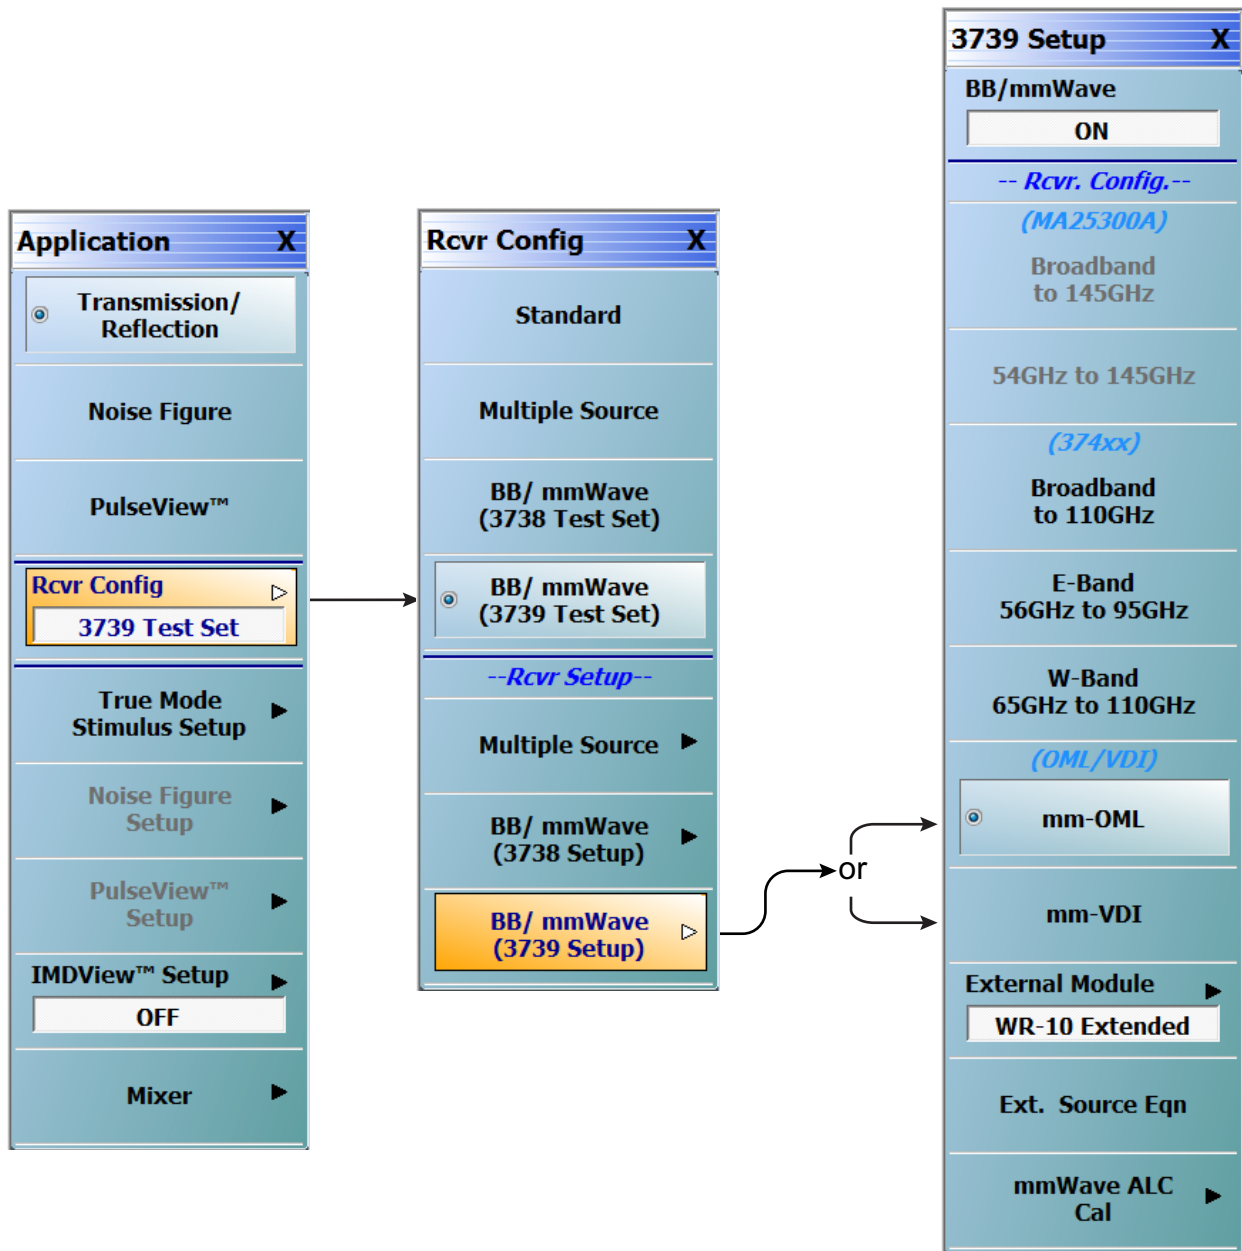 Application X
Transmission/
Reflection
Noise Figure
PulseView™
Rcvr Config
3739 Test Set
True Mode
Stimulus Setup
Noise Figure
Setup
PulseView™
Setup
IMDView™ Setup
OFF
Mixer
Rcvr Config X
Standard
Multiple Source
BB/ mmWave
(3738 Test Set)
BB/ mmWave
(3739 Test Set)
--Rcvr Setup--
Multiple Source
BB/ mmWave
(3738 Setup)
BB/ mmWave
(3739 Setup)
or
3739 Setup X
BB/mmWave
ON
-- Rcvr. Config.--
(MA25300A)
Broadband
to 145GHz
54GHz to 145GHz
(374xx)
Broadband
to 110GHz
E-Band
56GHz to 95GHz
W-Band
65GHz to 110GHz
(OML/VDI)
mm-OML
mm-VDI
External Module
WR-10 Extended
Ext. Source Eqn
mmWave ALC
Cal